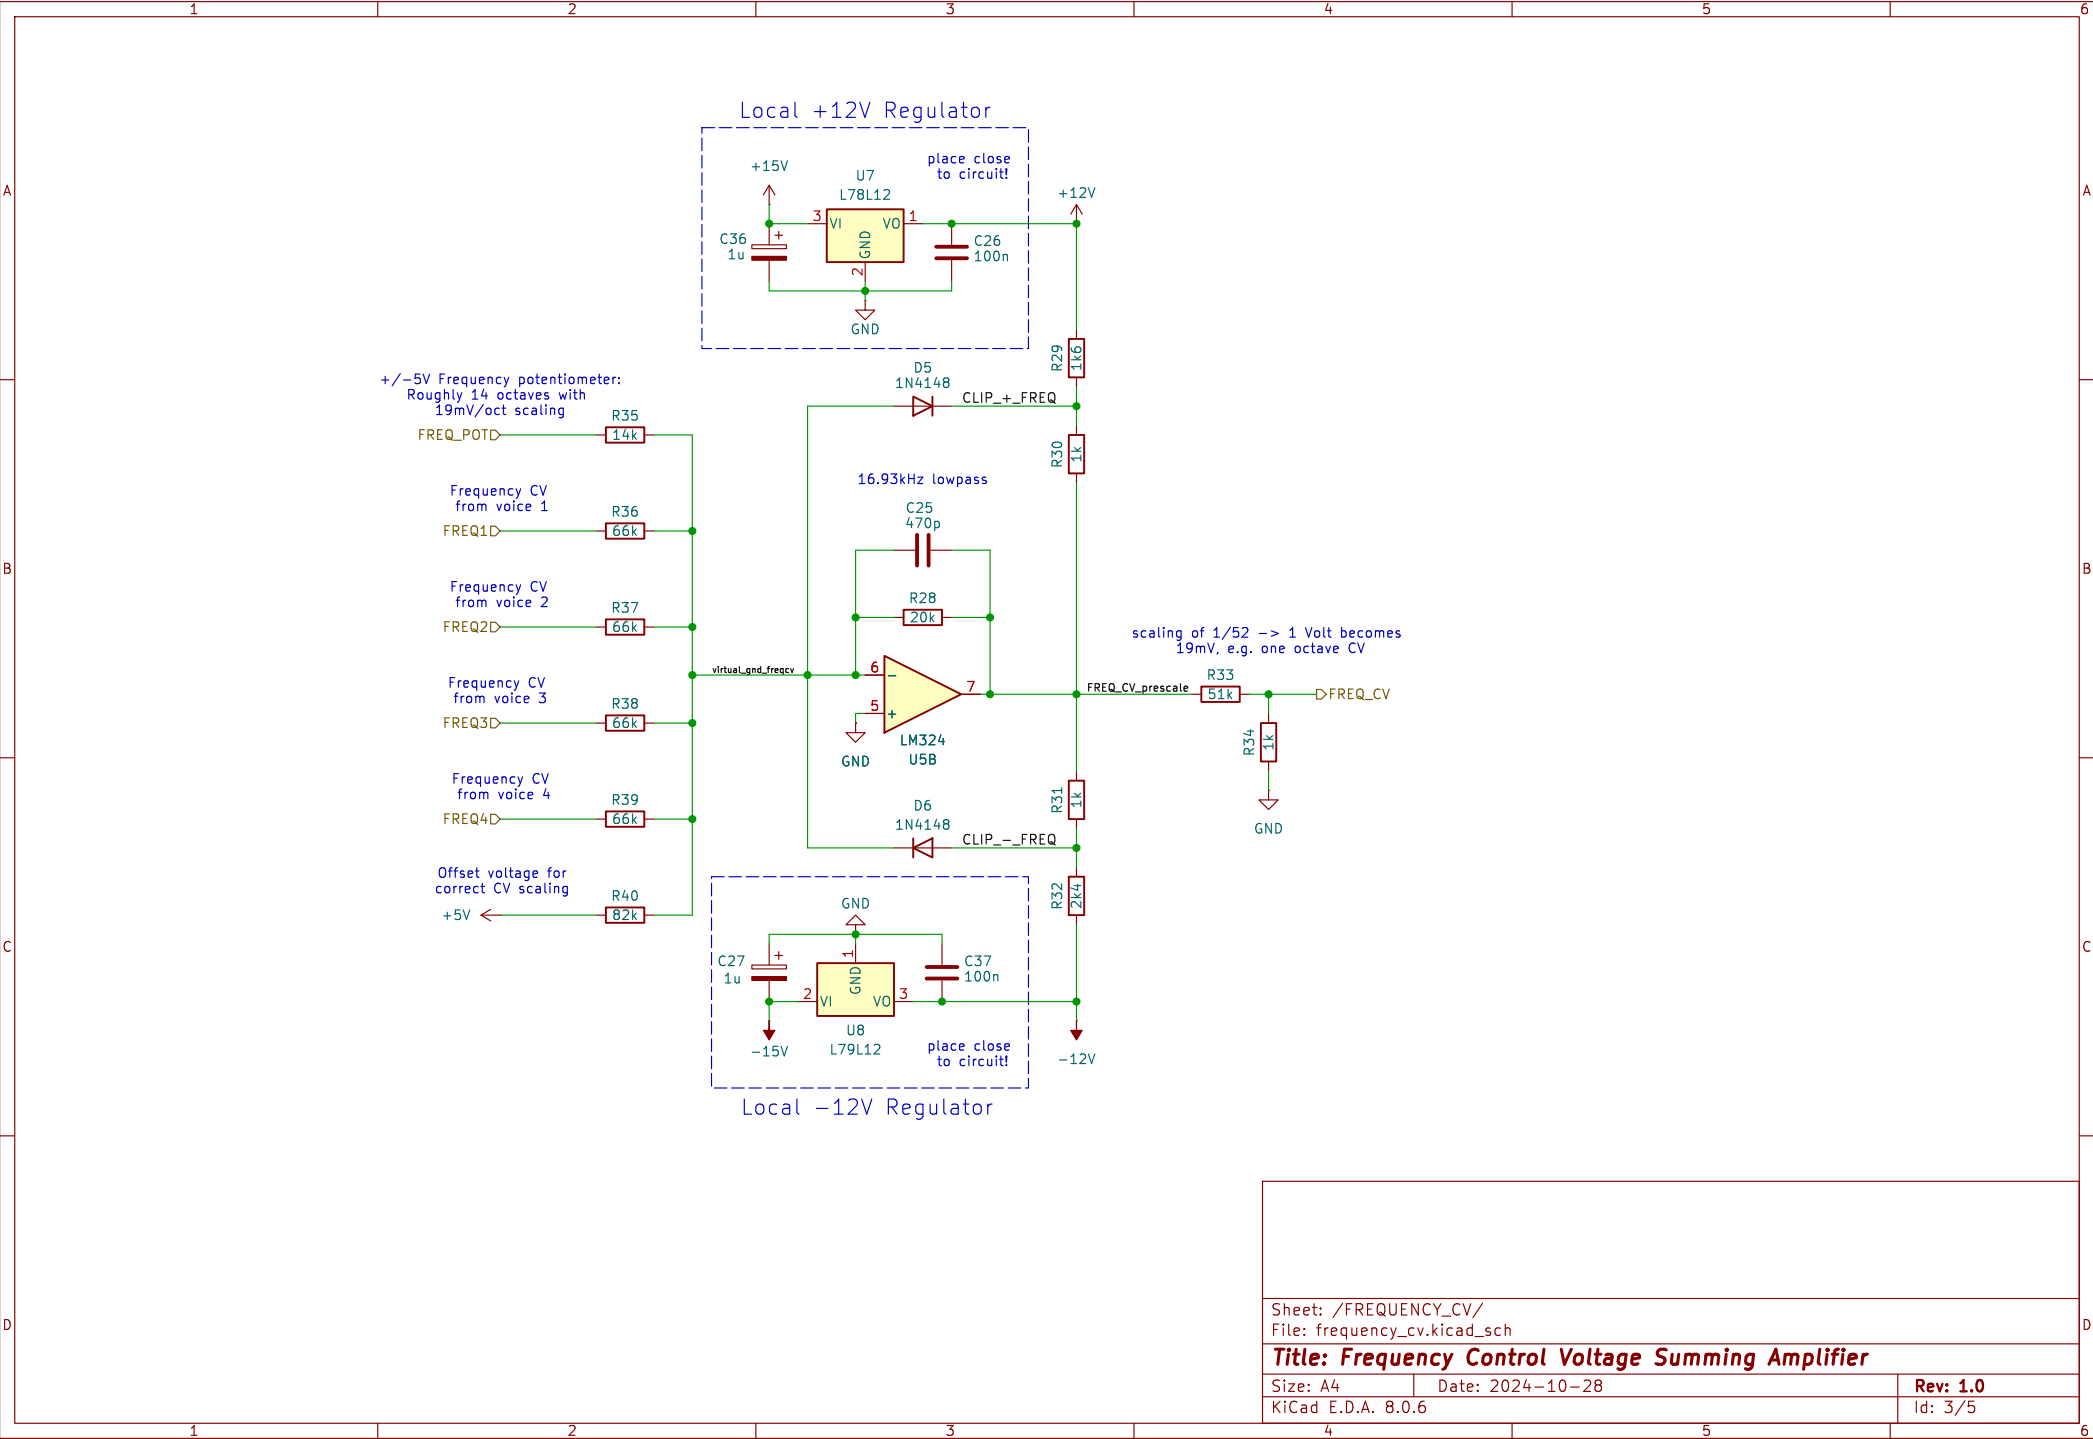 1 2 3 4 5 6
A A
B B
C C
D D
Local +12V Regulator
place close
to circuit!
+15V
U7
L78L12
3 VI VO 1
GND
2
C36
1u
+
C26
100n
GND
+12V
R29
1k6
D5
1N4148
CLIP_+_FREQ
R30
1k
+/-5V Frequency potentiometer:
Roughly 14 octaves with
19mV/oct scaling
FREQ_POT
R35
14k
Frequency CV
from voice 1
FREQ1
R36
66k
Frequency CV
from voice 2
FREQ2
R37
66k
Frequency CV
from voice 3
FREQ3
R38
66k
Frequency CV
from voice 4
FREQ4
R39
66k
Offset voltage for
correct CV scaling
+5V
R40
82k
16.93kHz lowpass
C25
470p
R28
20k
virtual_gnd_freqcv
6
-
7
5
+
LM324
U5B
GND
FREQ_CV_prescale
scaling of 1/52 -> 1 Volt becomes
19mV, e.g. one octave CV
R33
51k
FREQ_CV
R34
1k
GND
R31
1k
D6
1N4148
CLIP_-_FREQ
R32
2k4
GND
C27
1u
+
1
GND
2 VI VO 3
C37
100n
U8
L79L12
-15V
place close
to circuit!
-12V
Local -12V Regulator
Sheet: /FREQUENCY_CV/
File: frequency_cv.kicad_sch
Title: Frequency Control Voltage Summing Amplifier
Size: A4 Date: 2024-10-28 Rev: 1.0
KiCad E.D.A. 8.0.6 Id: 3/5
1 2 3 4 5 6